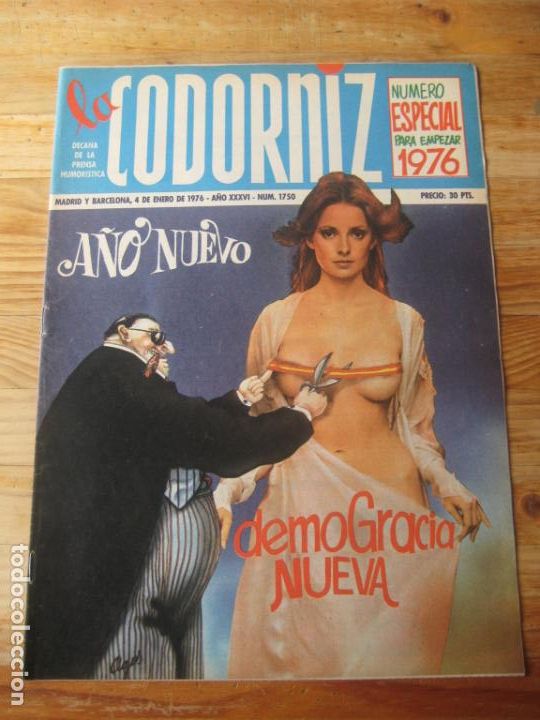 la CODORNIZ
DECANA
DE LA
PRENSA
HUMORISTICA
NUMERO
ESPECIAL
PARA EMPEZAR
1976
MADRID Y BARCELONA, 4 DE ENERO DE 1976 - AÑO XXXVI - NUM. 1750
PRECIO: 30 PTS.
AÑO NUEVO
demoGracia
NUEVA
todocoleccion